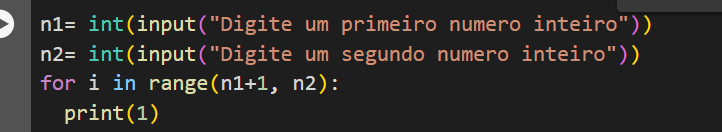 n1= int(input("Digite um primeiro numero inteiro"))
n2= int(input("Digite um segundo numero inteiro"))
for i in range(n1+1, n2):
  print(1)